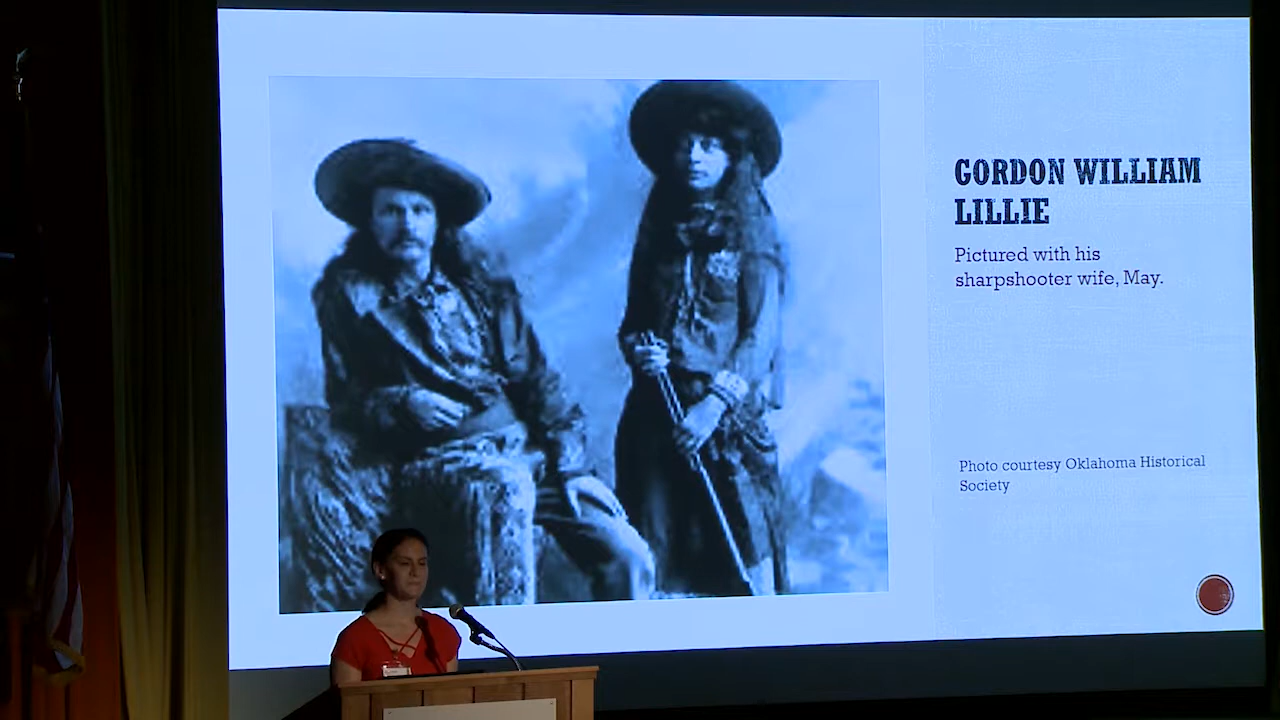 GORDON WILLIAM
LILLIE
Pictured with his
sharpshooter wife, May.
Photo courtesy Oklahoma Historical
Society